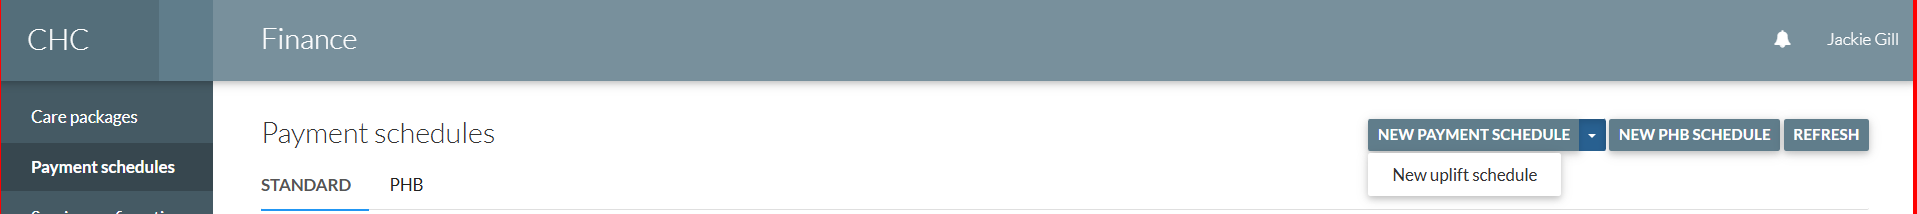 CHC
Finance
Jackie Gill
Care packages
Payment schedules
Payment schedules
NEW PAYMENT SCHEDULE
NEW PHB SCHEDULE
REFRESH
New uplift schedule
STANDARD
PHB